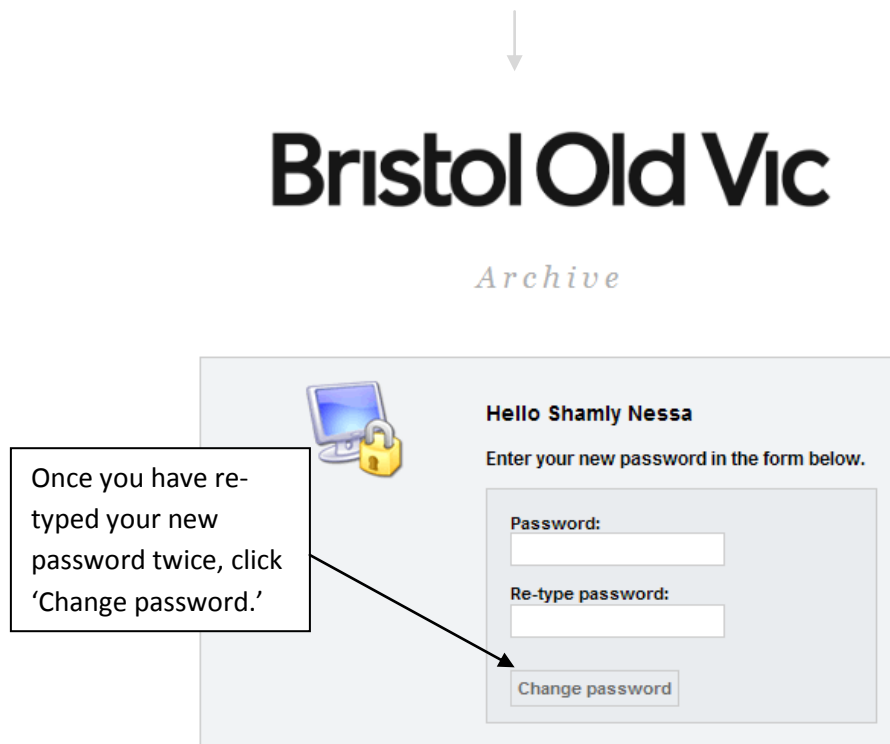 Bristol Old Vic
Archive
Hello Shamly Nessa
Enter your new password in the form below.
Once you have re-
typed your new
password twice, click
‘Change password.’
Password:
Re-type password:
Change password